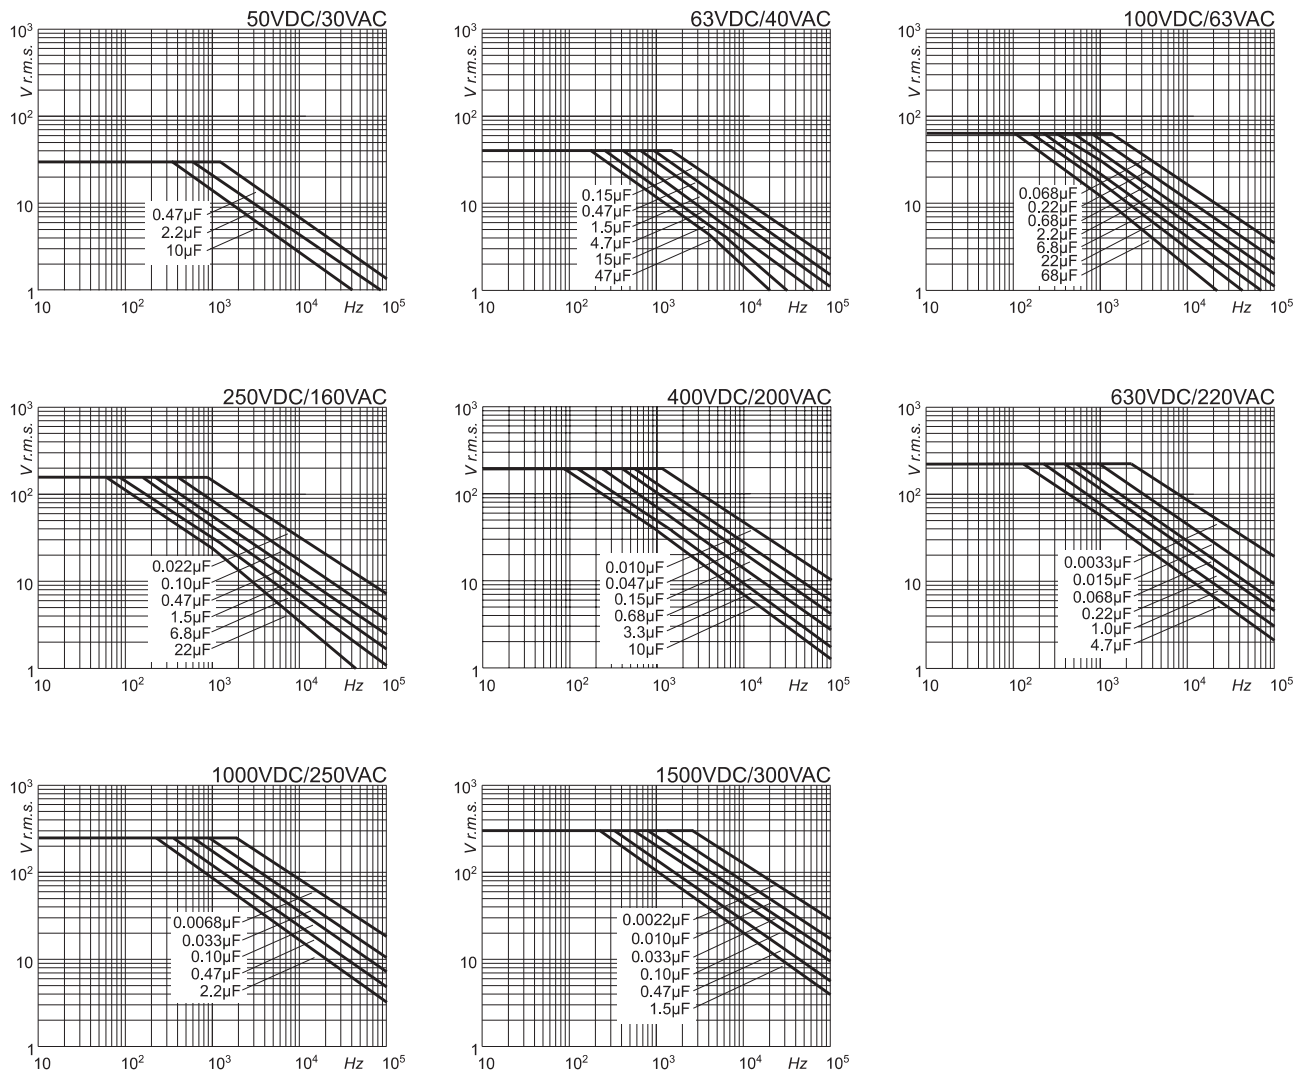 50VDC/30VAC
10³
V r.m.s.
10²
10
1
0.47µF
2.2µF
10µF
10 10² 10³ 10⁴ Hz 10⁵
63VDC/40VAC
10³
V r.m.s.
10²
10
1
0.15µF
0.47µF
1.5µF
4.7µF
15µF
47µF
10 10² 10³ 10⁴ Hz 10⁵
100VDC/63VAC
10³
V r.m.s.
10²
10
1
0.068µF
0.22µF
0.68µF
2.2µF
6.8µF
22µF
68µF
10 10² 10³ 10⁴ Hz 10⁵
250VDC/160VAC
10³
V r.m.s.
10²
10
1
0.022µF
0.10µF
0.47µF
1.5µF
6.8µF
22µF
10 10² 10³ 10⁴ Hz 10⁵
400VDC/200VAC
10³
V r.m.s.
10²
10
1
0.010µF
0.047µF
0.15µF
0.68µF
3.3µF
10µF
10 10² 10³ 10⁴ Hz 10⁵
630VDC/220VAC
10³
V r.m.s.
10²
10
1
0.0033µF
0.015µF
0.068µF
0.22µF
1.0µF
4.7µF
10 10² 10³ 10⁴ Hz 10⁵
1000VDC/250VAC
10³
V r.m.s.
10²
10
1
0.0068µF
0.033µF
0.10µF
0.47µF
2.2µF
10 10² 10³ 10⁴ Hz 10⁵
1500VDC/300VAC
10³
V r.m.s.
10²
10
1
0.0022µF
0.010µF
0.033µF
0.10µF
0.47µF
1.5µF
10 10² 10³ 10⁴ Hz 10⁵